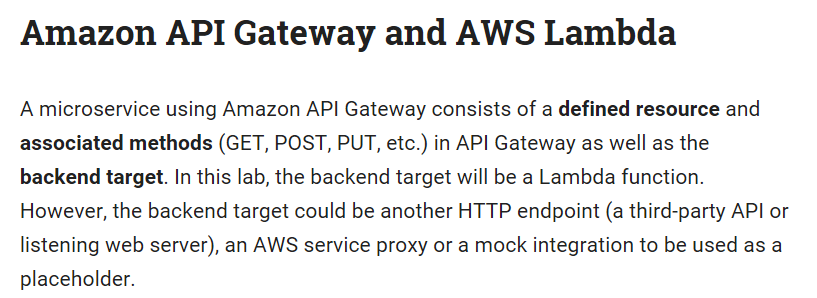 Amazon API Gateway and AWS Lambda
A microservice using Amazon API Gateway consists of a defined resource and
associated methods (GET, POST, PUT, etc.) in API Gateway as well as the
backend target. In this lab, the backend target will be a Lambda function.
However, the backend target could be another HTTP endpoint (a third-party API or
listening web server), an AWS service proxy or a mock integration to be used as a
placeholder.